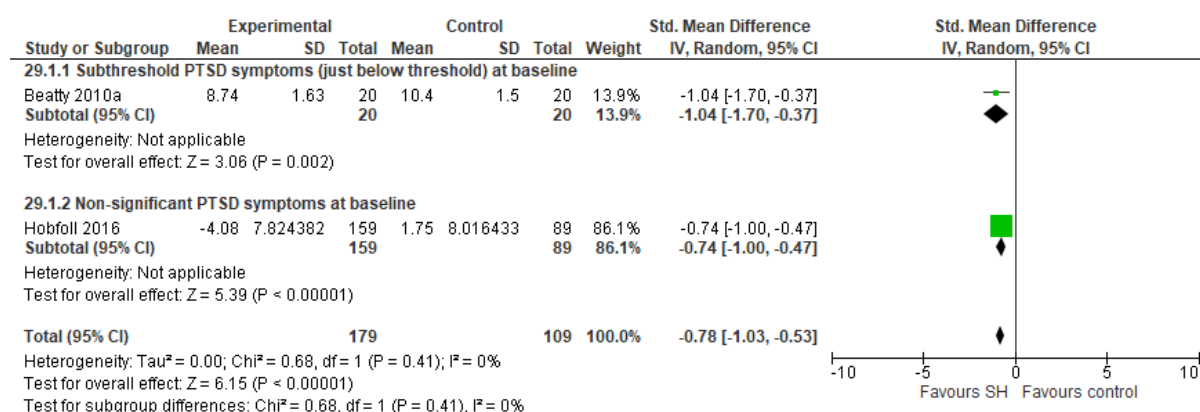 Experimental Control Std. Mean Difference Std. Mean Difference
Study or Subgroup Mean SD Total Mean SD Total Weight IV, Random, 95% CI IV, Random, 95% CI
29.1.1 Subthreshold PTSD symptoms (just below threshold) at baseline
Beatty 2010a 8.74 1.63 20 10.4 1.5 20 13.9% -1.04 [-1.70, -0.37]
Subtotal (95% CI) 20 20 13.9% -1.04 [-1.70, -0.37]
Heterogeneity: Not applicable
Test for overall effect: Z = 3.06 (P = 0.002)
29.1.2 Non-significant PTSD symptoms at baseline
Hobfoll 2016 -4.08 7.824382 159 1.75 8.016433 89 86.1% -0.74 [-1.00, -0.47]
Subtotal (95% CI) 159 89 86.1% -0.74 [-1.00, -0.47]
Heterogeneity: Not applicable
Test for overall effect: Z = 5.39 (P < 0.00001)
Total (95% CI) 179 109 100.0% -0.78 [-1.03, -0.53]
Heterogeneity: Tau² = 0.00; Chi² = 0.68, df = 1 (P = 0.41); I² = 0%
Test for overall effect: Z = 6.15 (P < 0.00001)
Test for subgroup differences: Chi² = 0.68, df = 1 (P = 0.41), I² = 0%
-10 -5 0 5 10
Favours SH Favours control